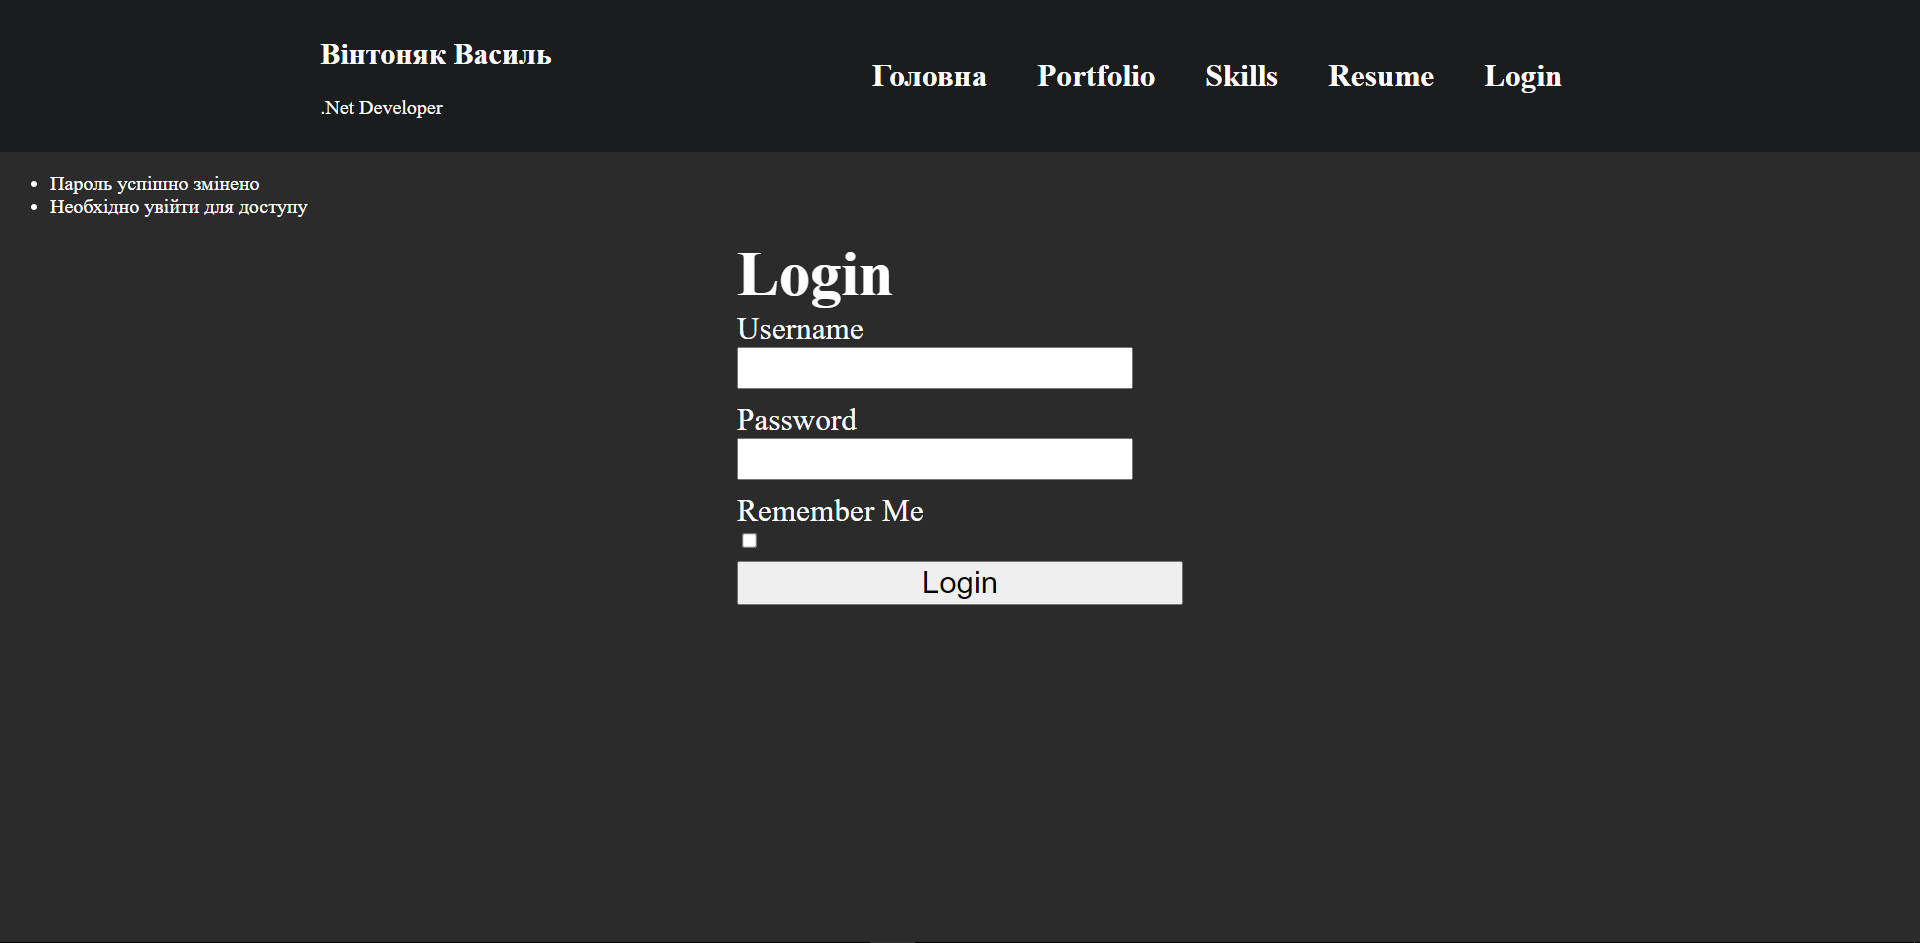 Вінтоняк Василь
.Net Developer
Головна Portfolio Skills Resume Login
Пароль успішно змінено
Необхідно увійти для доступу
Login
Username
Password
Remember Me
Login